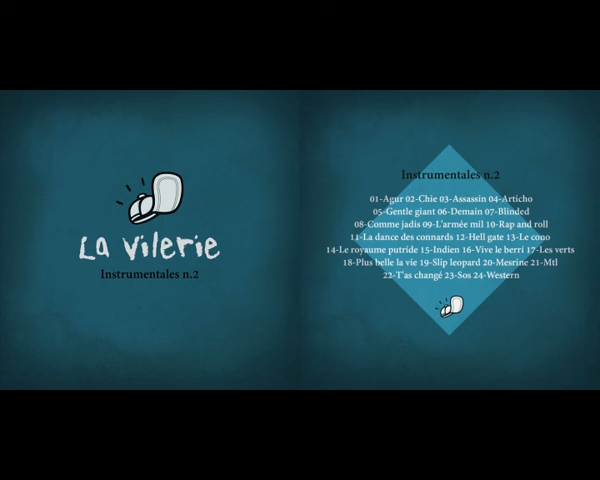 La Vilerie
Instrumentales n.2
Instrumentales n.2
01-Agur 02-Chie 03-Assassin 04-Articho
05-Gentle giant 06-Demain 07-Blinded
08-Comme jadis 09-L'armée mil 10-Rap and roll
11-La dance des connards 12-Hell gate 13-Le cono
14-Le royaume putride 15-Indien 16-Vive le berri 17-Les verts
18-Plus belle la vie 19-Slip leopard 20-Mesrine 21-Mtl
22-T'as changé 23-Sos 24-Western